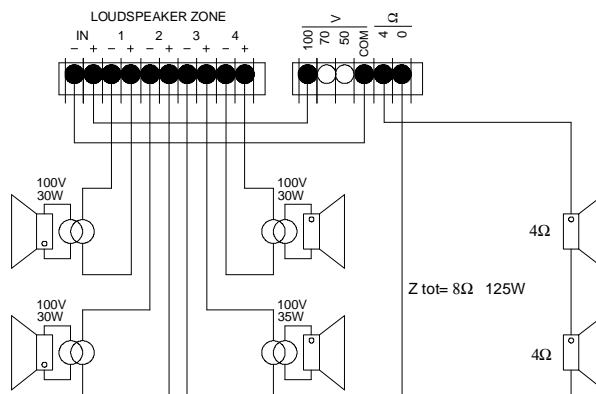 LOUDSPEAKER ZONE
IN 1 2 3 4
– + – + – + – + – +
V Ω
100 70 50 COM 4 0
100V
30W
100V
30W
4Ω
Z tot= 8Ω 125W
100V
30W
100V
35W
4Ω